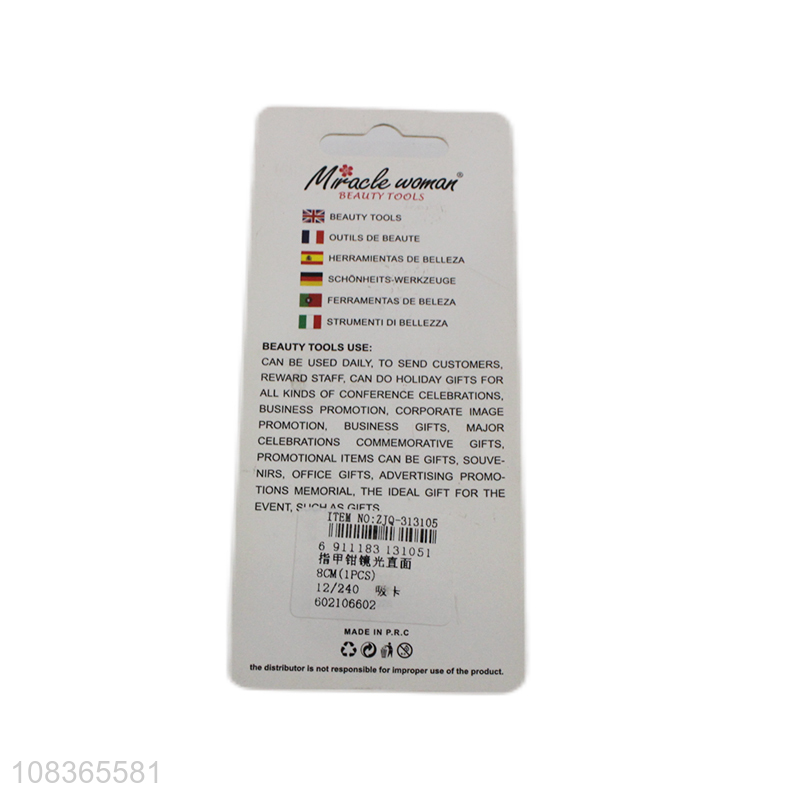 Miracle woman®
BEAUTY TOOLS
BEAUTY TOOLS
OUTILS DE BEAUTE
HERRAMIENTAS DE BELLEZA
SCHÖNHEITS-WERKZEUGE
FERRAMENTAS DE BELEZA
STRUMENTI DI BELLEZZA
BEAUTY TOOLS USE:
CAN BE USED DAILY, TO SEND CUSTOMERS,
REWARD STAFF, CAN DO HOLIDAY GIFTS FOR
ALL KINDS OF CONFERENCE CELEBRATIONS,
BUSINESS PROMOTION, CORPORATE IMAGE
PROMOTION, BUSINESS GIFTS, MAJOR
CELEBRATIONS COMMEMORATIVE GIFTS,
PROMOTIONAL ITEMS CAN BE GIFTS, SOUVE-
NIRS, OFFICE GIFTS, ADVERTISING PROMO-
TIONS MEMORIAL, THE IDEAL GIFT FOR THE
EVENT, SUCH AS GIFTS
ITEM NO:ZJQ-313105
6 911183 131051
指甲钳镜光直面
8CM(1PCS)
12/240 吸卡
602106602
MADE IN P.R.C
the distributor is not responsible for improper use of the product.
108365581